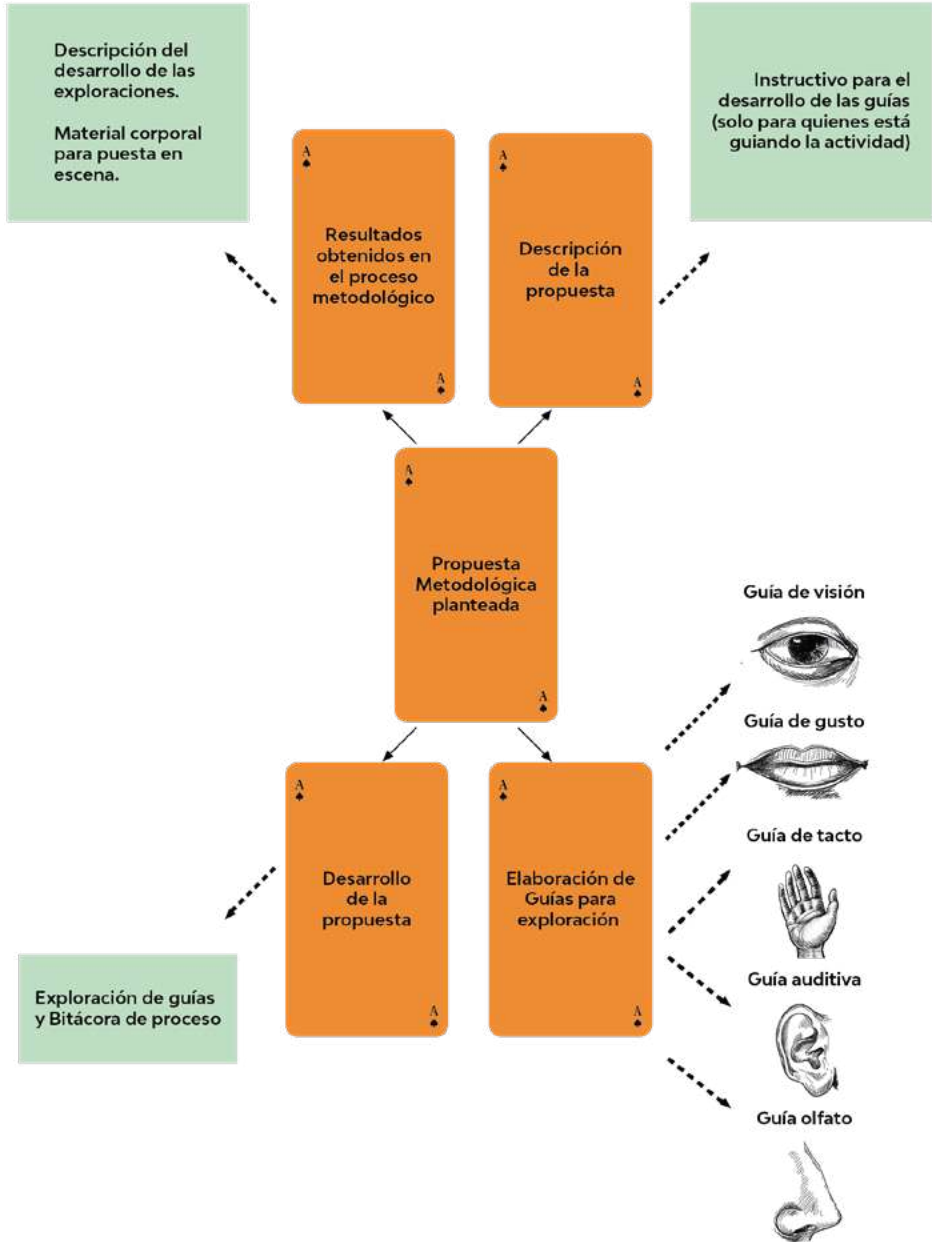 Descripción del
desarrollo de las
exploraciones.
Material corporal
para puesta en
escena.
Instructivo para el
desarrollo de las guías
(solo para quienes está
guiando la actividad)
A
Resultados
obtenidos en
el proceso
metodológico
A
A
Descripción
de la
propuesta
A
A
Propuesta
Metodológica
planteada
A
A
Desarrollo
de la
propuesta
A
A
Elaboración de
Guías para
exploración
A
Exploración de guías
y Bitácora de proceso
Guía de visión
Guía de gusto
Guía de tacto
Guía auditiva
Guía olfato